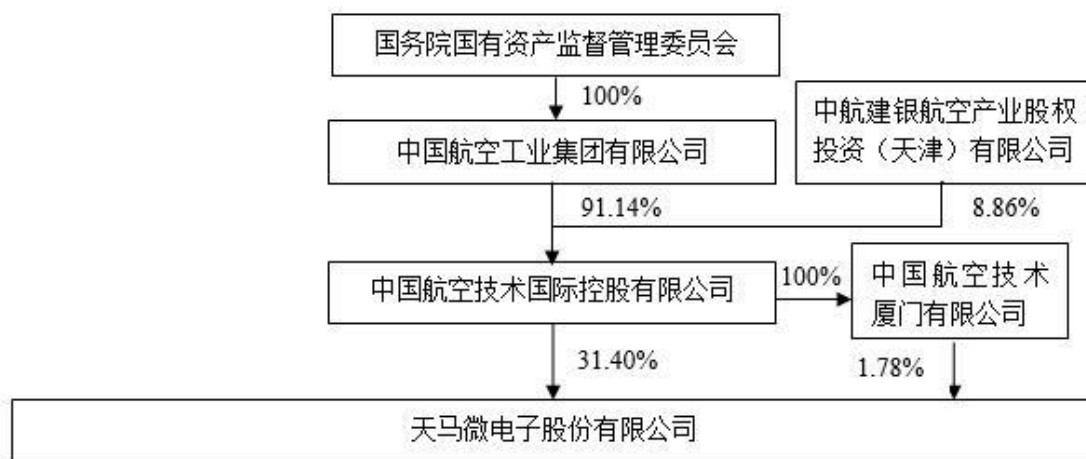 国务院国有资产监督管理委员会
100%
中国航空工业集团有限公司
中航建银航空产业股权
投资（天津）有限公司
91.14%
8.86%
中国航空技术国际控股有限公司
100%
中国航空技术
厦门有限公司
31.40%
1.78%
天马微电子股份有限公司